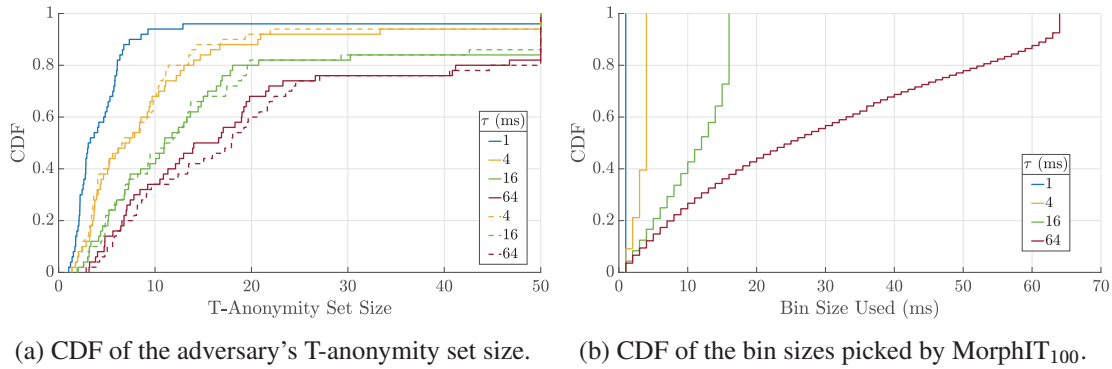 1
0.8
0.6
0.4
0.2
0
CDF
0 10 20 30 40 50
T-Anonymity Set Size
τ (ms)
1
4
16
64
4
16
64
1
0.8
0.6
0.4
0.2
0
CDF
0 10 20 30 40 50 60 70
Bin Size Used (ms)
τ (ms)
1
4
16
64
(a) CDF of the adversary's T-anonymity set size.
(b) CDF of the bin sizes picked by MorphIT₁₀₀.